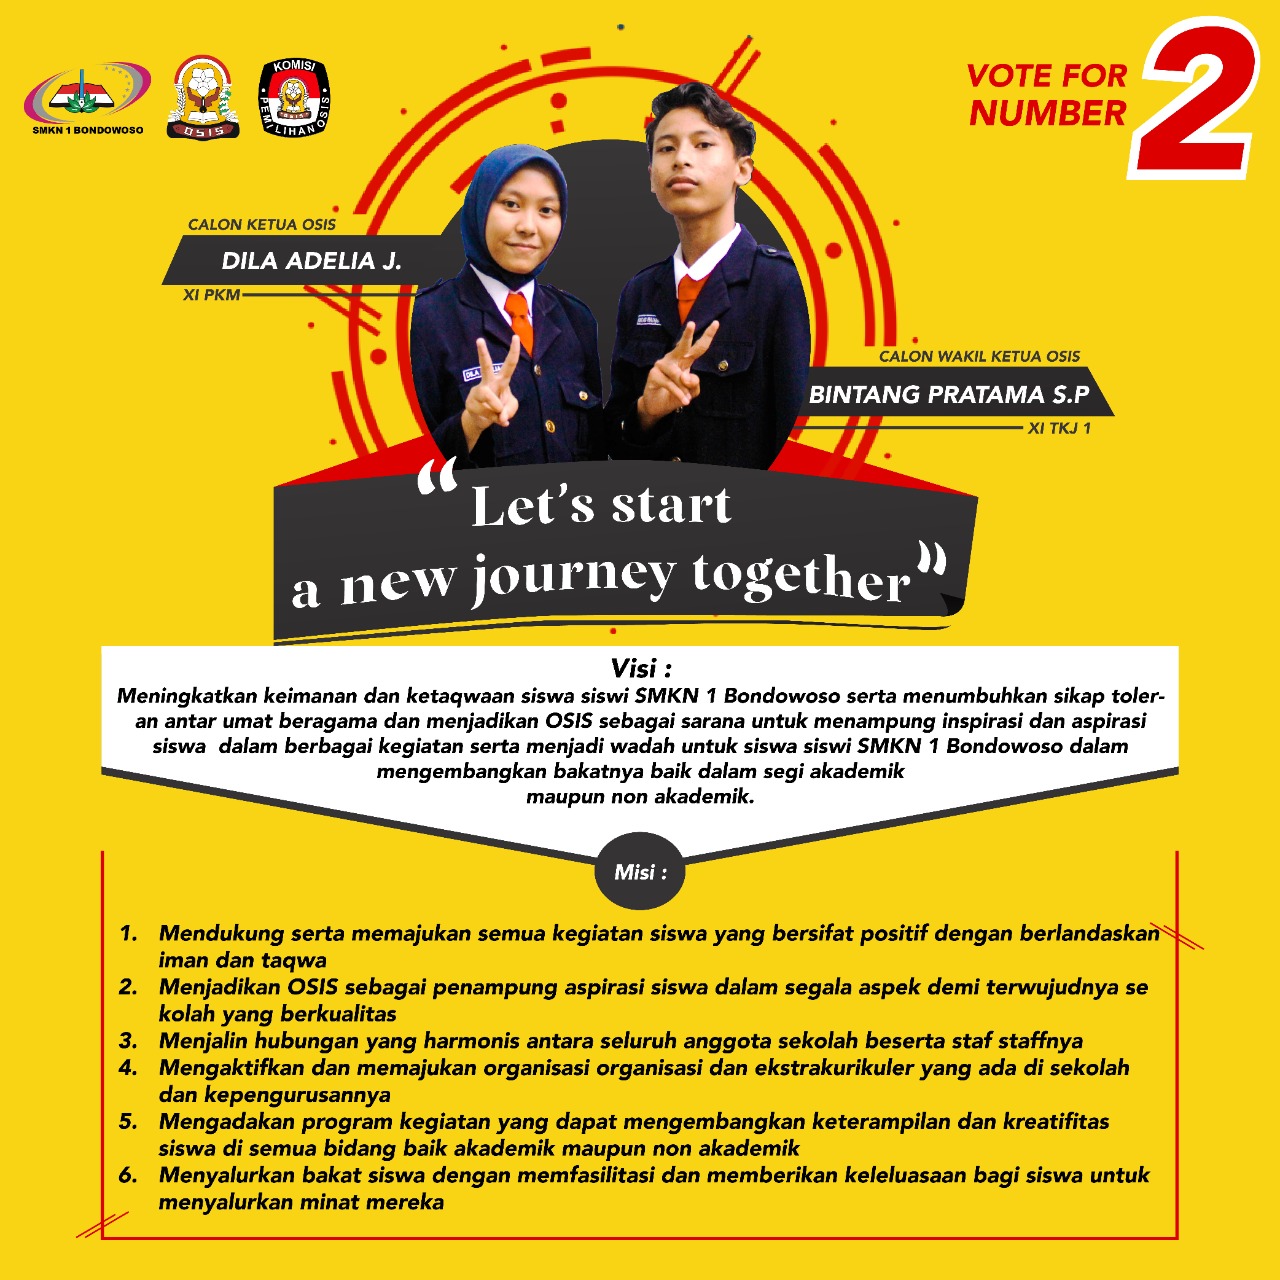 SMKN 1 BONDOWOSO
OSIS
KOMISI
PEMILIHAN OSIS
OSIS
VOTE FOR
NUMBER
2
CALON KETUA OSIS
DILA ADELIA J.
XI PKM
CALON WAKIL KETUA OSIS
BINTANG PRATAMA S.P
XI TKJ 1
“Let’s start
a new journey together”
Visi :
Meningkatkan keimanan dan ketaqwaan siswa siswi SMKN 1 Bondowoso serta menumbuhkan sikap toler-
an antar umat beragama dan menjadikan OSIS sebagai sarana untuk menampung inspirasi dan aspirasi
siswa dalam berbagai kegiatan serta menjadi wadah untuk siswa siswi SMKN 1 Bondowoso dalam
mengembangkan bakatnya baik dalam segi akademik
maupun non akademik.
Misi :
1. Mendukung serta memajukan semua kegiatan siswa yang bersifat positif dengan berlandaskan
iman dan taqwa
2. Menjadikan OSIS sebagai penampung aspirasi siswa dalam segala aspek demi terwujudnya se
kolah yang berkualitas
3. Menjalin hubungan yang harmonis antara seluruh anggota sekolah beserta staf staffnya
4. Mengaktifkan dan memajukan organisasi organisasi dan ekstrakurikuler yang ada di sekolah
dan kepengurusannya
5. Mengadakan program kegiatan yang dapat mengembangkan keterampilan dan kreatifitas
siswa di semua bidang baik akademik maupun non akademik
6. Menyalurkan bakat siswa dengan memfasilitasi dan memberikan keleluasaan bagi siswa untuk
menyalurkan minat mereka